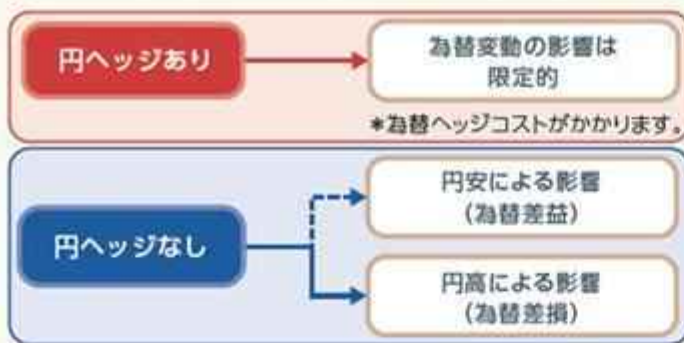 円ヘッジあり
為替変動の影響は
限定的
*為替ヘッジコストがかかります。
円ヘッジなし
円安による影響
(為替差益)
円高による影響
(為替差損)